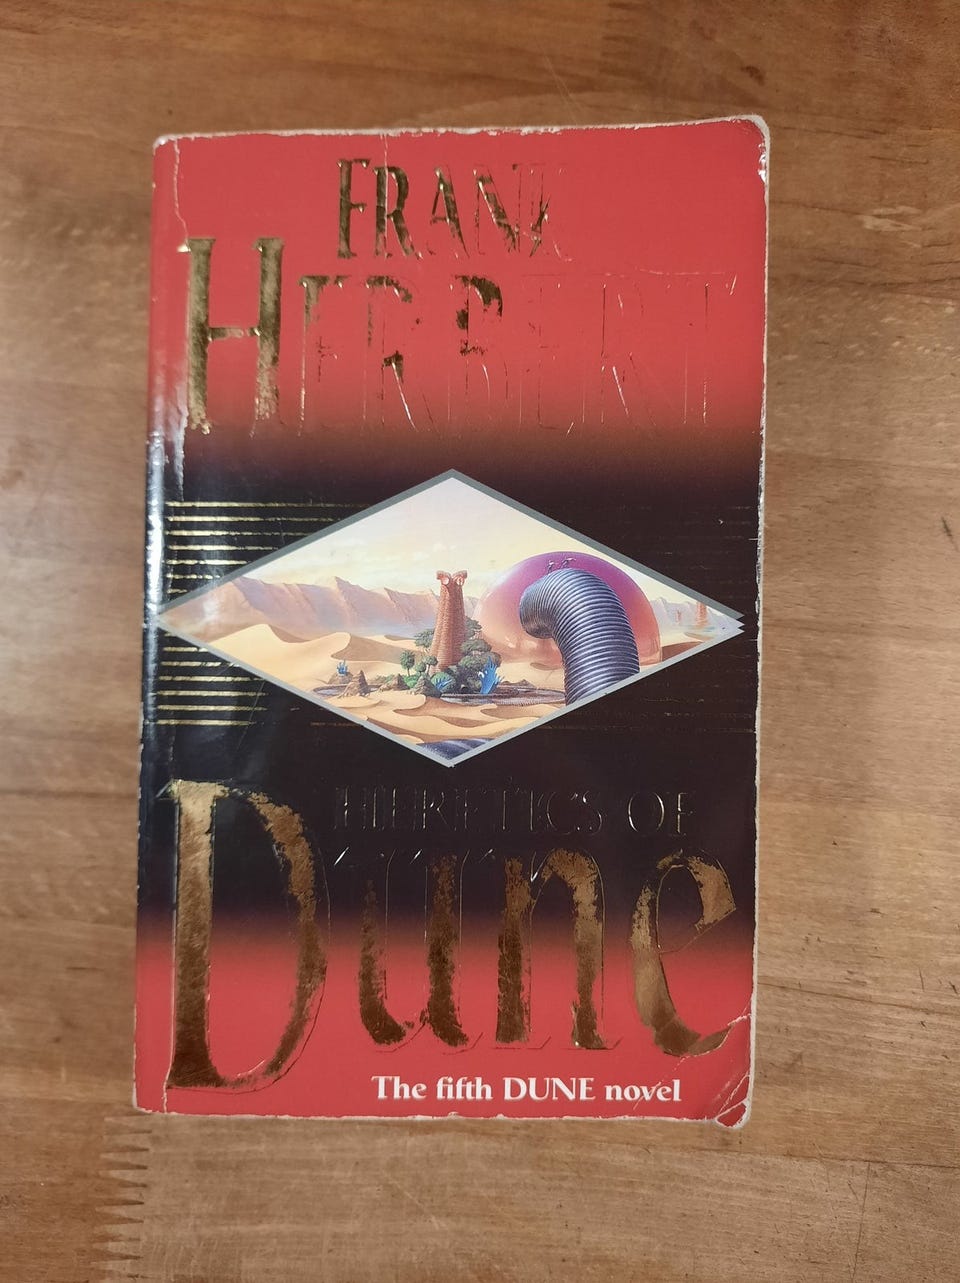 FRANK
HERBERT
HERETICS OF
Dune
The fifth DUNE novel